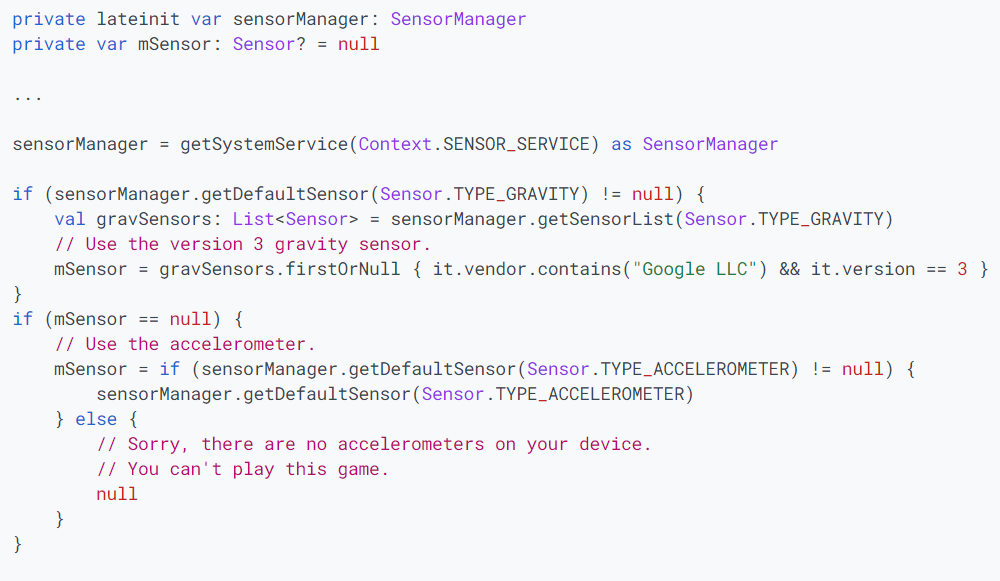 private lateinit var sensorManager: SensorManager
private var mSensor: Sensor? = null

...

sensorManager = getSystemService(Context.SENSOR_SERVICE) as SensorManager

if (sensorManager.getDefaultSensor(Sensor.TYPE_GRAVITY) != null) {
    val gravSensors: List<Sensor> = sensorManager.getSensorList(Sensor.TYPE_GRAVITY)
    // Use the version 3 gravity sensor.
    mSensor = gravSensors.firstOrNull { it.vendor.contains("Google LLC") && it.version == 3 }
}
if (mSensor == null) {
    // Use the accelerometer.
    mSensor = if (sensorManager.getDefaultSensor(Sensor.TYPE_ACCELEROMETER) != null) {
        sensorManager.getDefaultSensor(Sensor.TYPE_ACCELEROMETER)
    } else {
        // Sorry, there are no accelerometers on your device.
        // You can't play this game.
        null
    }
}